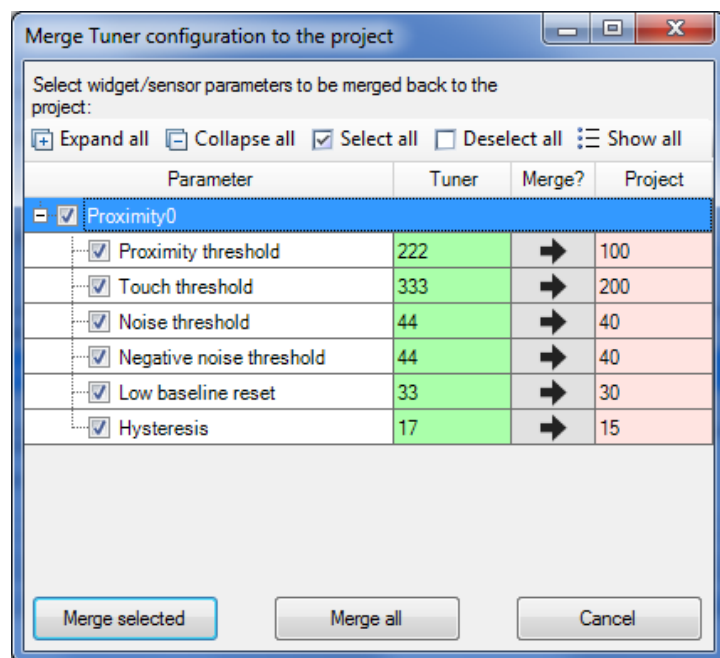 Merge Tuner configuration to the project
Select widget/sensor parameters to be merged back to the
project:
Expand all Collapse all Select all Deselect all Show all
Parameter Tuner Merge? Project
Proximity0
Proximity threshold 222 100
Touch threshold 333 200
Noise threshold 44 40
Negative noise threshold 44 40
Low baseline reset 33 30
Hysteresis 17 15
Merge selected Merge all Cancel